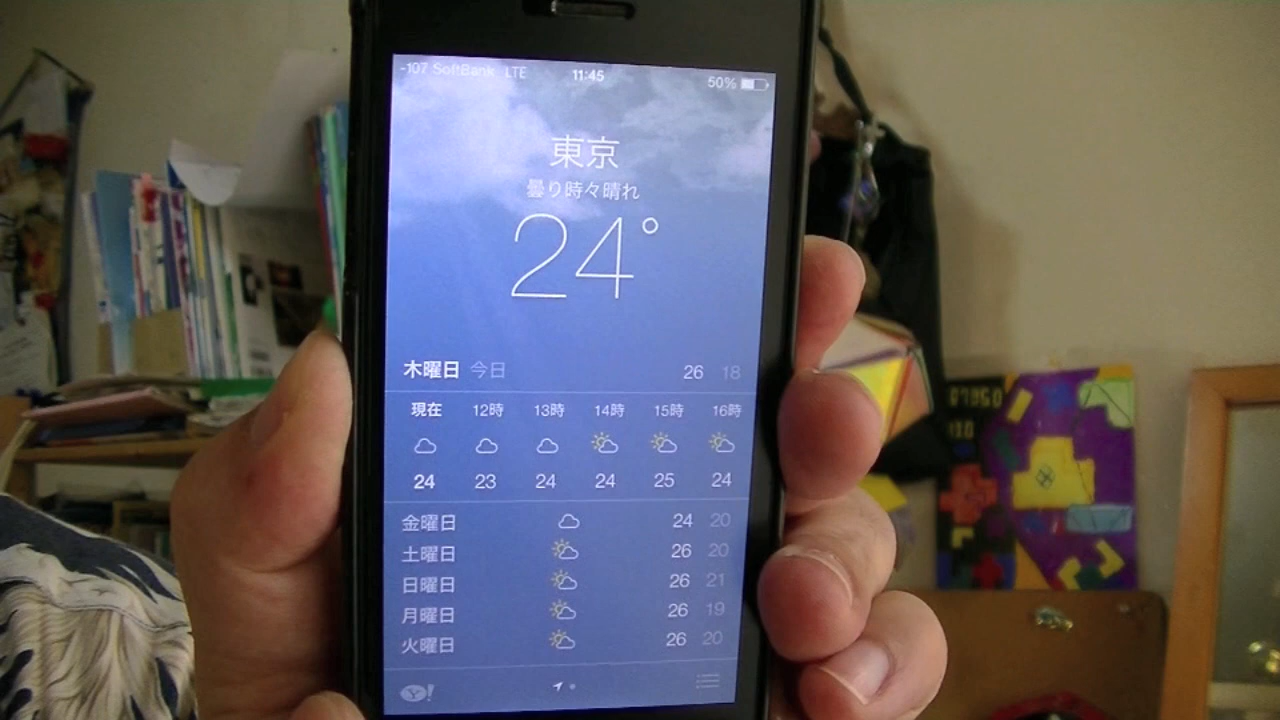 -107 SoftBank LTE 11:45 50%
東京
曇り時々晴れ
24°
木曜日 今日 26 18
現在 12時 13時 14時 15時 16時
24 23 24 24 25 24
金曜日 24 20
土曜日 26 20
日曜日 26 21
月曜日 26 19
火曜日 26 20
Y!